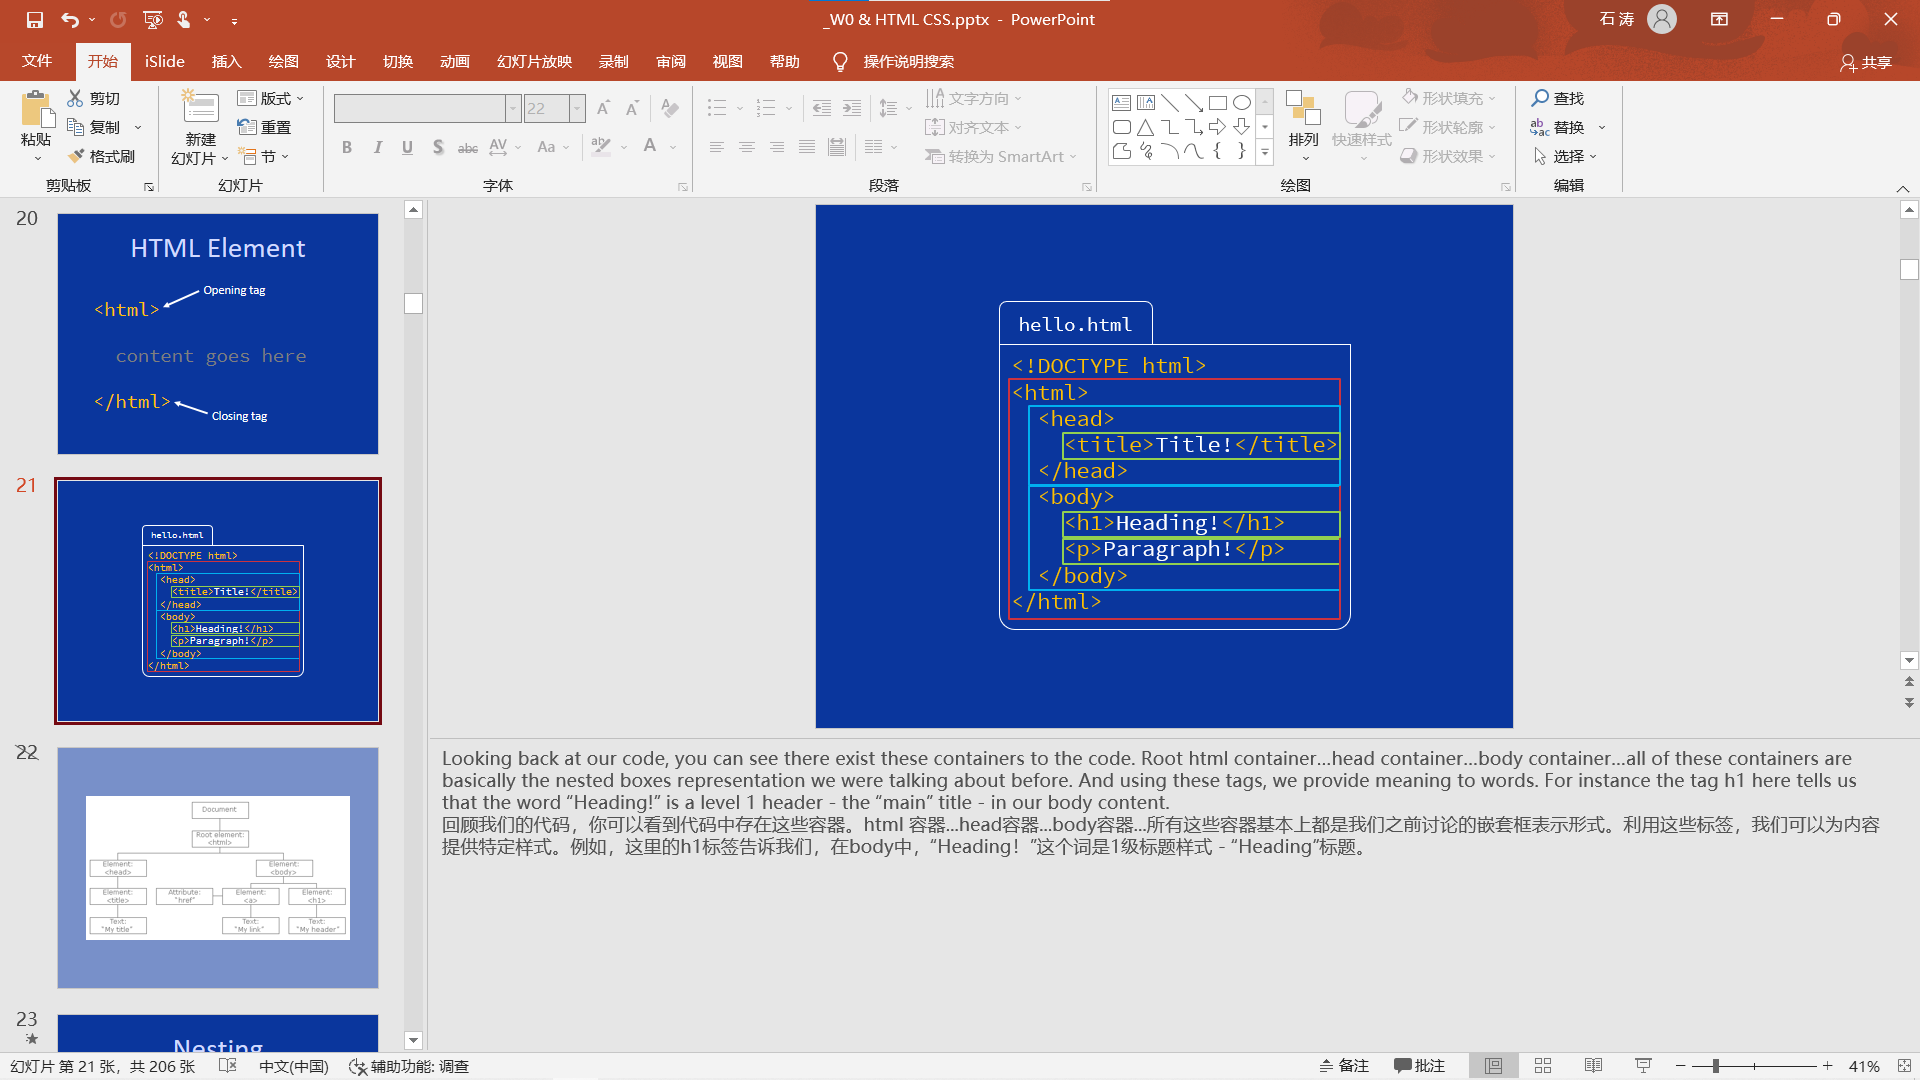 _W0 & HTML CSS.pptx - PowerPoint
石 涛
文件 开始 iSlide 插入 绘图 设计 切换 动画 幻灯片放映 录制 审阅 视图 帮助 操作说明搜索 共享
粘贴
剪切
复制
格式刷
剪贴板
新建
幻灯片
版式
重置
节
幻灯片
22
B I U S abc AV Aa A
字体
文字方向
对齐文本
转换为 SmartArt
段落
排列
快速样式
形状填充
形状轮廓
形状效果
绘图
查找
替换
选择
编辑
20
HTML Element
Opening tag
<html>
content goes here
</html>
Closing tag
21
hello.html
<!DOCTYPE html>
<html>
<head>
<title>Title!</title>
</head>
<body>
<h1>Heading!</h1>
<p>Paragraph!</p>
</body>
</html>
22
Document
Root element:
<html>
Element:
<head>
Element:
<body>
Element:
<title>
Attribute:
"href"
Element:
<a>
Element:
<h1>
Text:
"My title"
Text:
"My link"
Text:
"My header"
23
Nesting
hello.html
<!DOCTYPE html>
<html>
<head>
<title>Title!</title>
</head>
<body>
<h1>Heading!</h1>
<p>Paragraph!</p>
</body>
</html>
Looking back at our code, you can see there exist these containers to the code. Root html container...head container...body container...all of these containers are
basically the nested boxes representation we were talking about before. And using these tags, we provide meaning to words. For instance the tag h1 here tells us
that the word “Heading!” is a level 1 header - the “main” title - in our body content.
回顾我们的代码，你可以看到代码中存在这些容器。html 容器...head容器...body容器...所有这些容器基本上都是我们之前讨论的嵌套框表示形式。利用这些标签，我们可以为内容
提供特定样式。例如，这里的h1标签告诉我们，在body中，“Heading！”这个词是1级标题样式 - “Heading”标题。
幻灯片 第 21 张，共 206 张 中文(中国) 辅助功能: 调查 备注 批注 41%